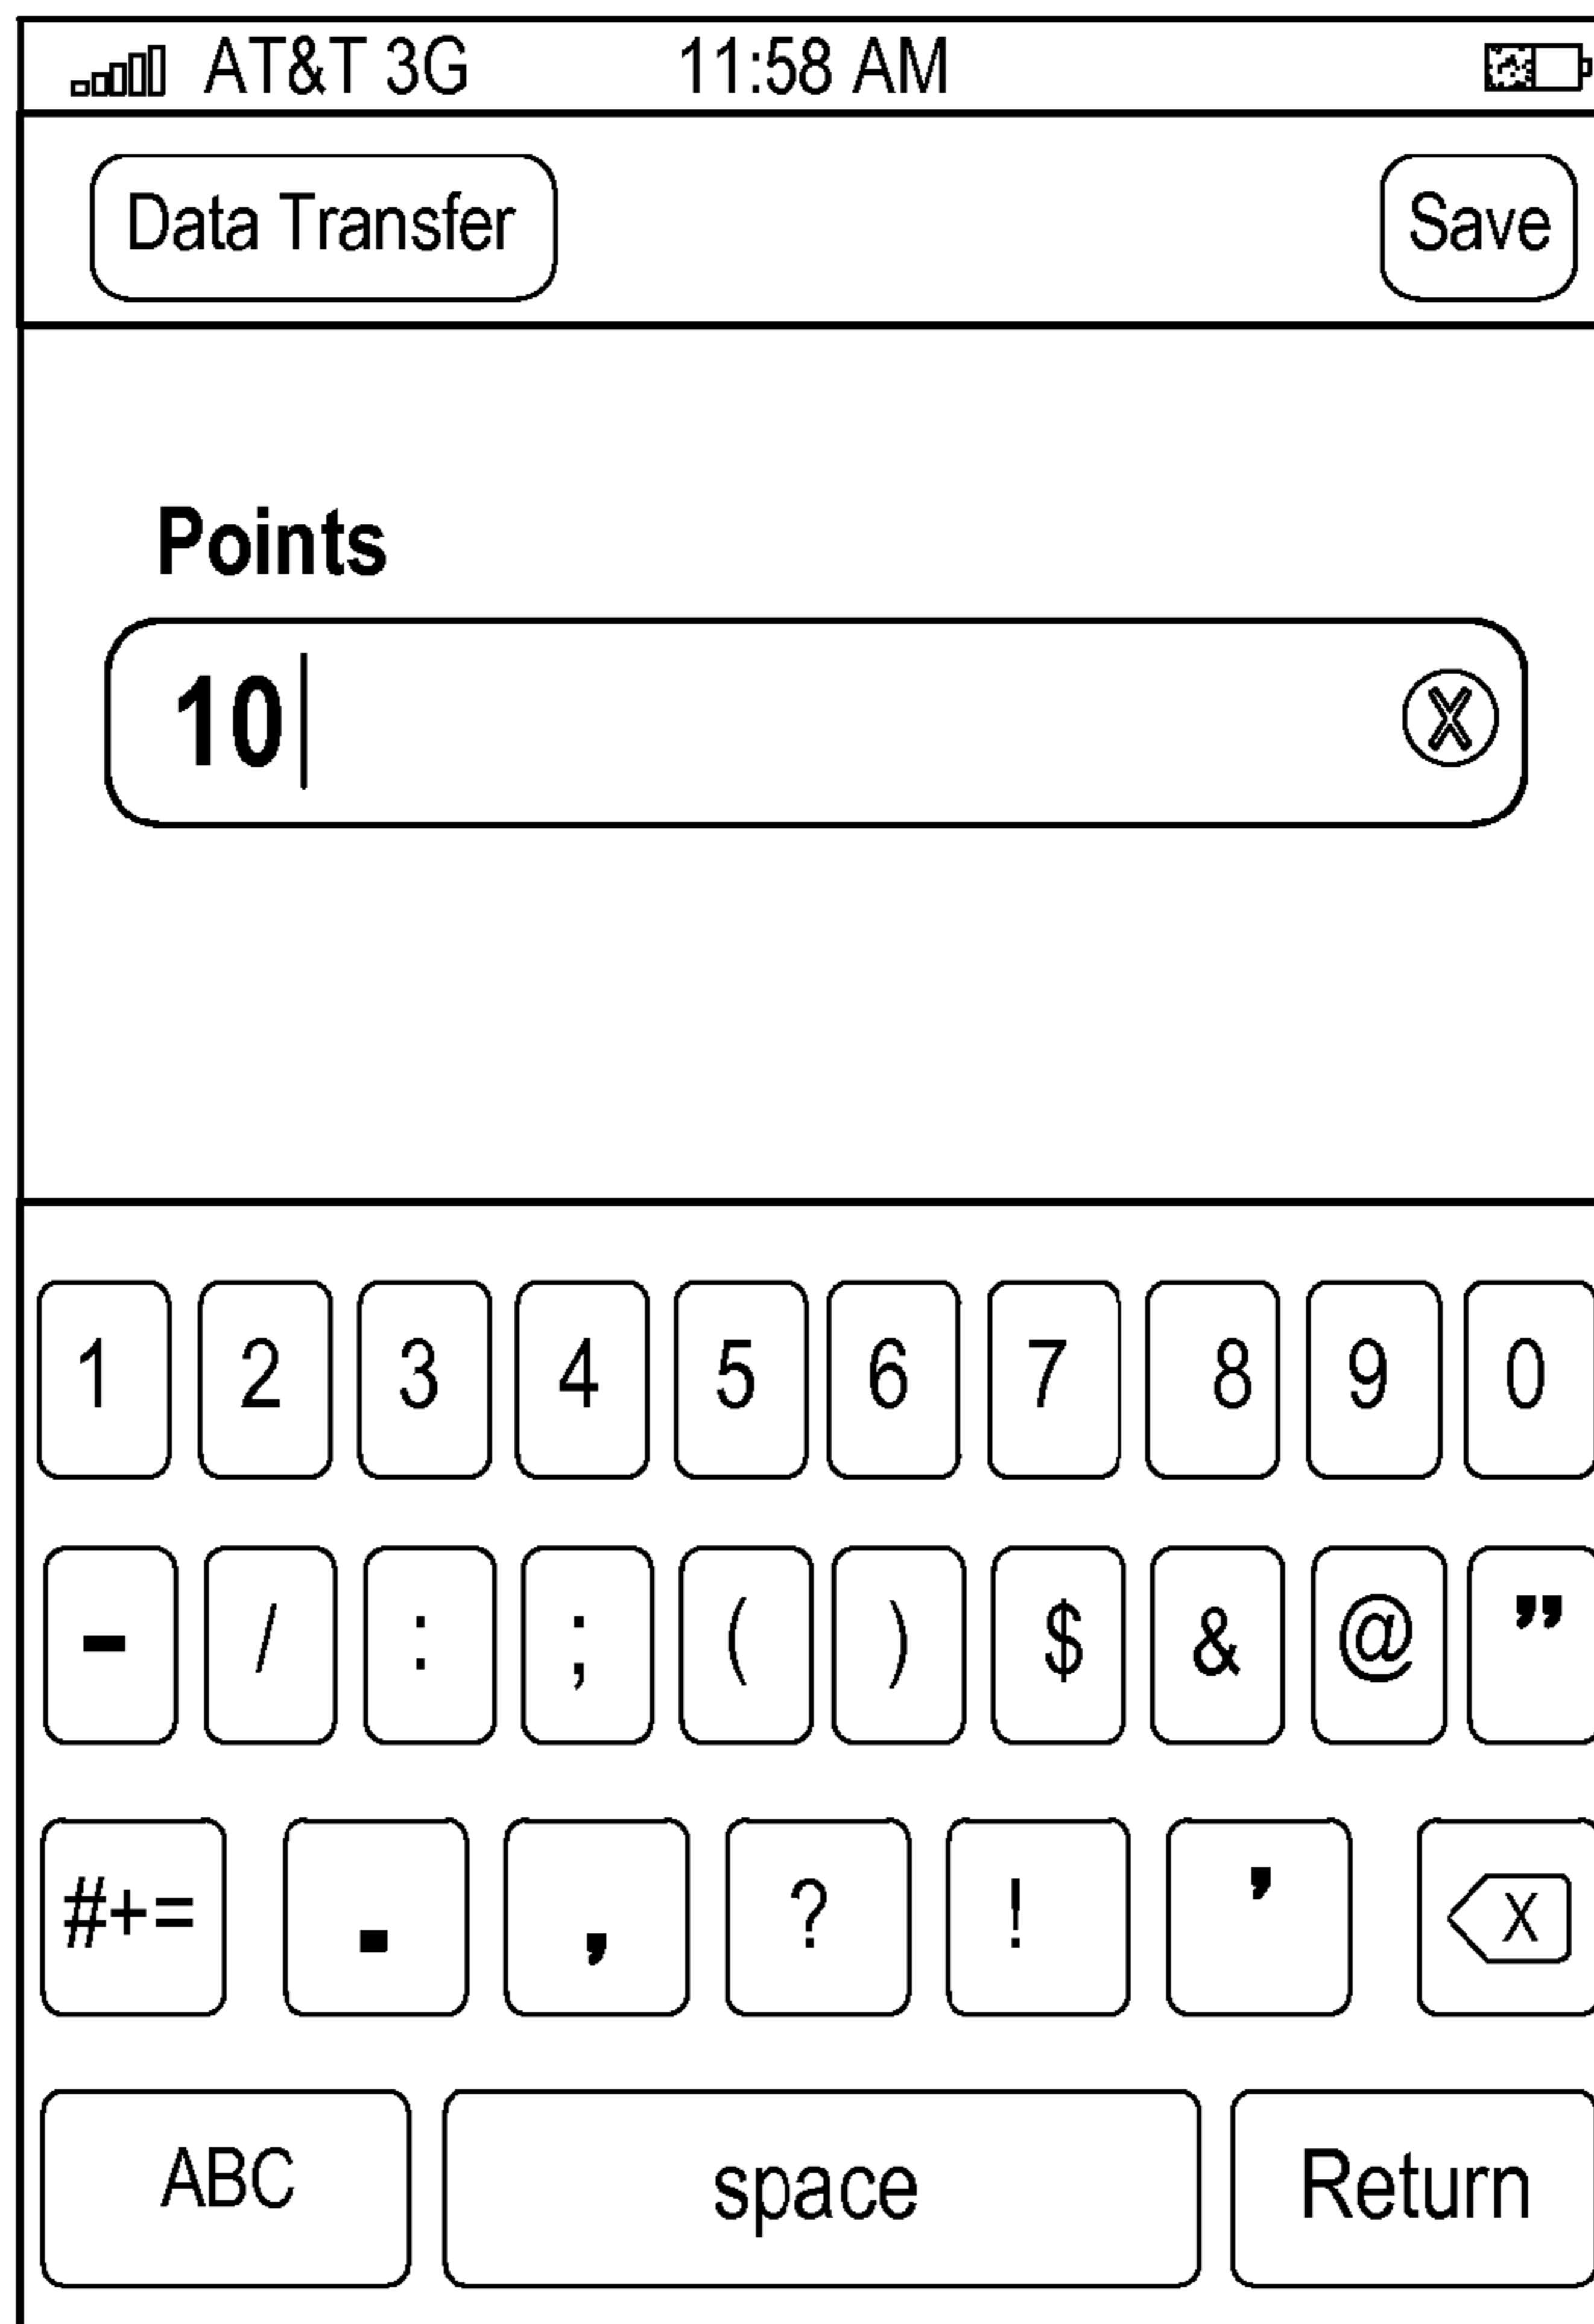 AT&T 3G 11:58 AM
Data Transfer Save
Points
10
X
1 2 3 4 5 6 7 8 9 0
- / : ; ( ) $ & @ ”
#+= . , ? ! ’ X
ABC space Return